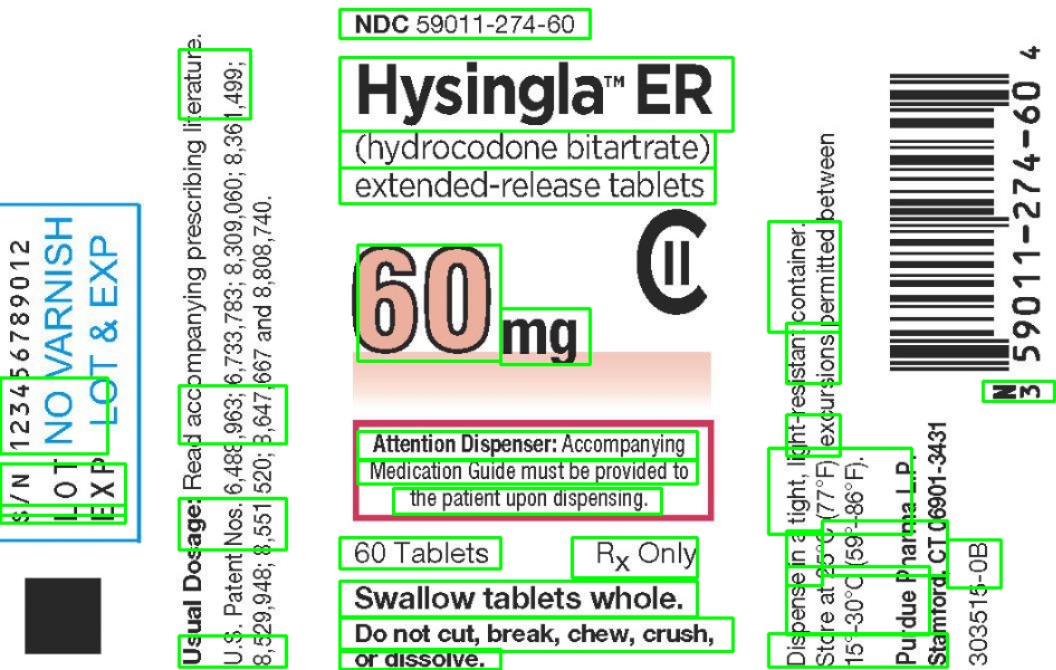 S/N 123456789012
LOT NO VARNISH
EXP LOT & EXP
Usual Dosage: Read accompanying prescribing literature.
U.S. Patent Nos. 6,488,963; 6,733,783; 8,309,060; 8,361,499;
8,529,948; 8,551,520; 8,647,667 and 8,808,740.
NDC 59011-274-60
Hysingla™ ER
(hydrocodone bitartrate)
extended-release tablets
CII
60 mg
Attention Dispenser: Accompanying
Medication Guide must be provided to
the patient upon dispensing.
60 Tablets Rx Only
Swallow tablets whole.
Do not cut, break, chew, crush,
or dissolve.
Dispense in a tight, light-resistant container.
Store at 25°C (77°F) excursions permitted between
15°-30°C (59°-86°F).
Purdue Pharma L.P.
Stamford, CT 06901-3431
303515-0B
N
3 59011-274-60 4